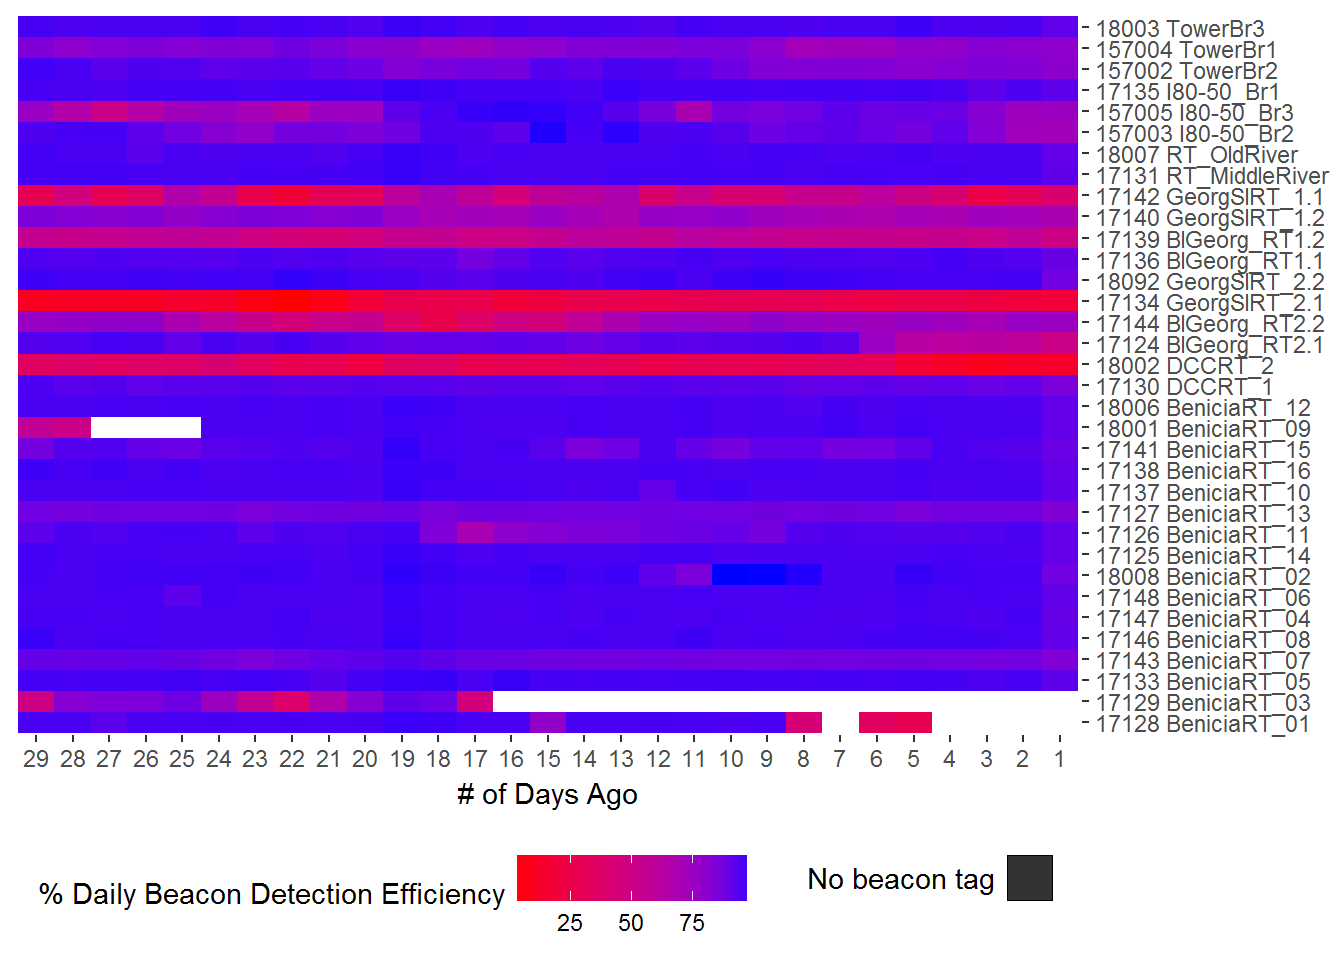 18003 TowerBr3
157004 TowerBr1
157002 TowerBr2
17135 I80-50_Br1
157005 I80-50_Br3
157003 I80-50_Br2
18007 RT_OldRiver
17131 RT_MiddleRiver
17142 GeorgSlRT_1.1
17140 GeorgSlRT_1.2
17139 BlGeorg_RT1.2
17136 BlGeorg_RT1.1
18092 GeorgSlRT_2.2
17134 GeorgSlRT_2.1
17144 BlGeorg_RT2.2
17124 BlGeorg_RT2.1
18002 DCCRT_2
17130 DCCRT_1
18006 BeniciaRT_12
18001 BeniciaRT_09
17141 BeniciaRT_15
17138 BeniciaRT_16
17137 BeniciaRT_10
17127 BeniciaRT_13
17126 BeniciaRT_11
17125 BeniciaRT_14
18008 BeniciaRT_02
17148 BeniciaRT_06
17147 BeniciaRT_04
17146 BeniciaRT_08
17143 BeniciaRT_07
17133 BeniciaRT_05
17129 BeniciaRT_03
17128 BeniciaRT_01
29 28 27 26 25 24 23 22 21 20 19 18 17 16 15 14 13 12 11 10 9 8 7 6 5 4 3 2 1
# of Days Ago
% Daily Beacon Detection Efficiency
25 50 75
No beacon tag